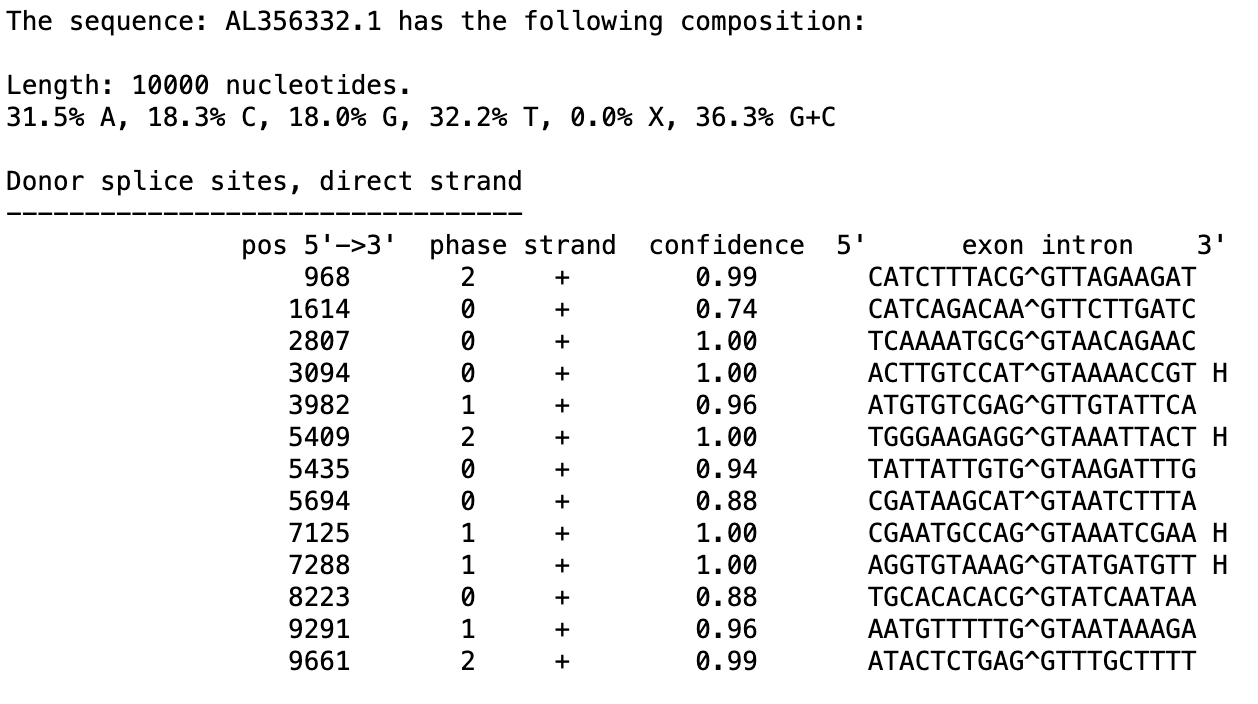 The sequence: AL356332.1 has the following composition:
Length: 10000 nucleotides.
31.5% A, 18.3% C, 18.0% G, 32.2% T, 0.0% X, 36.3% G+C
Donor splice sites, direct strand
---------------------------------
pos 5'->3' phase strand confidence 5' exon intron 3'
968 2 + 0.99 CATCTTTACG^GTTAGAAGAT
1614 0 + 0.74 CATCAGACAA^GTTCTTGATC
2807 0 + 1.00 TCAAAATGCG^GTAACAGAAC
3094 0 + 1.00 ACTTGTCCAT^GTAAAACCGT H
3982 1 + 0.96 ATGTGTCGAG^GTTGTATTCA
5409 2 + 1.00 TGGGAAGAGG^GTAAATTACT H
5435 0 + 0.94 TATTATTGTG^GTAAGATTTG
5694 0 + 0.88 CGATAAGCAT^GTAATCTTTA
7125 1 + 1.00 CGAATGCCAG^GTAAATCGAA H
7288 1 + 1.00 AGGTGTAAAG^GTATGATGTT H
8223 0 + 0.88 TGCACACACG^GTATCAATAA
9291 1 + 0.96 AATGTTTTTG^GTAATAAAGA
9661 2 + 0.99 ATACTCTGAG^GTTTGCTTTT